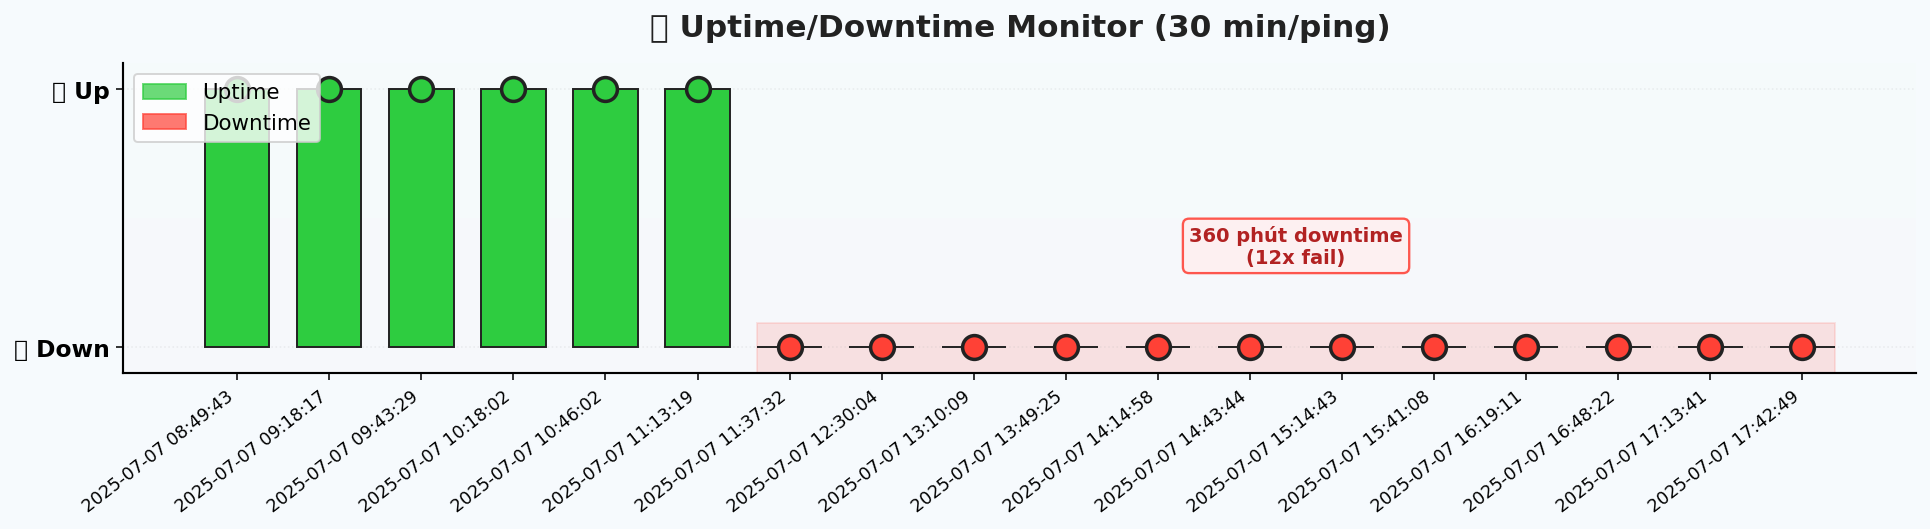 Uptime/Downtime Monitor (30 min/ping)
Up
Uptime
Downtime
360 phút downtime
(12x fail)
Down
2025-07-07 08:49:43
2025-07-07 09:18:17
2025-07-07 09:43:29
2025-07-07 10:18:02
2025-07-07 10:46:02
2025-07-07 11:13:19
2025-07-07 11:37:32
2025-07-07 12:30:04
2025-07-07 13:10:09
2025-07-07 13:49:25
2025-07-07 14:14:58
2025-07-07 14:43:44
2025-07-07 15:14:43
2025-07-07 15:41:08
2025-07-07 16:19:11
2025-07-07 16:48:22
2025-07-07 17:13:41
2025-07-07 17:42:49